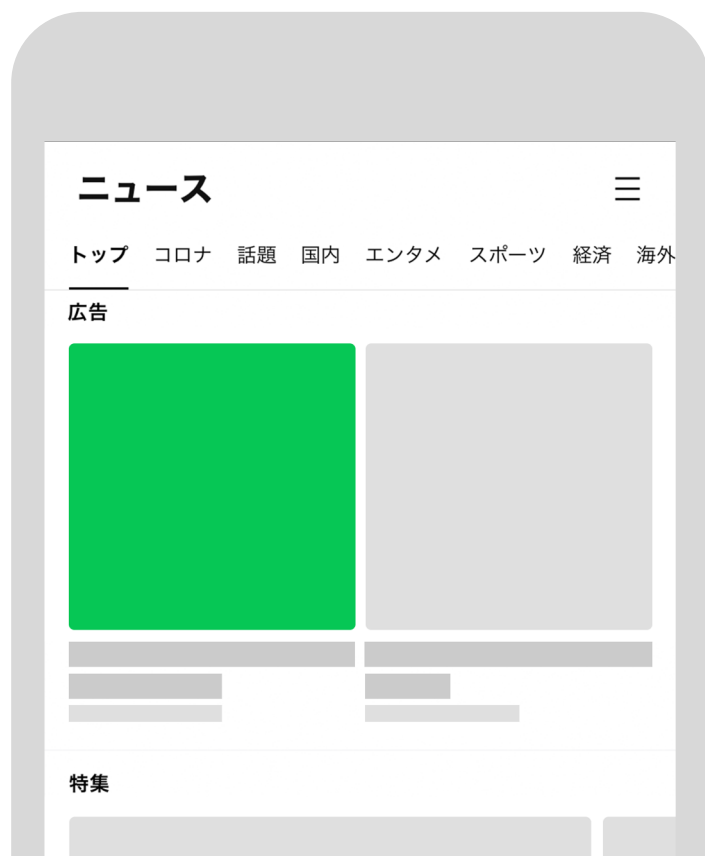 ニュース
トップ コロナ 話題 国内 エンタメ スポーツ 経済 海外
広告
特集